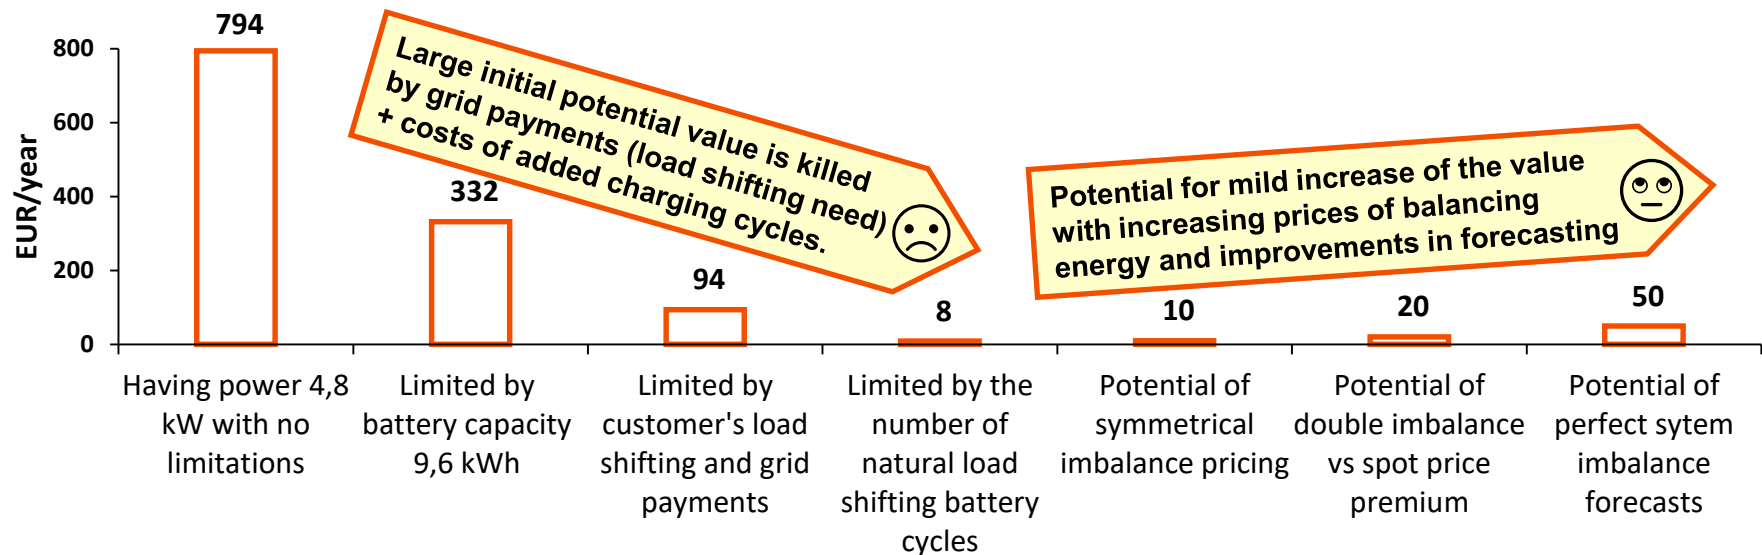 794
800
600
400
200
0
EUR/year
332
94
8
10
20
50
Large initial potential value is killed
by grid payments (load shifting need)
+ costs of added charging cycles.
Potential for mild increase of the value
with increasing prices of balancing
energy and improvements in forecasting
Having power 4,8
kW with no
limitations
Limited by
battery capacity
9,6 kWh
Limited by
customer's load
shifting and grid
payments
Limited by the
number of
natural load
shifting battery
cycles
Potential of
symmetrical
imbalance pricing
Potential of
double imbalance
vs spot price
premium
Potential of
perfect sytem
imbalance
forecasts